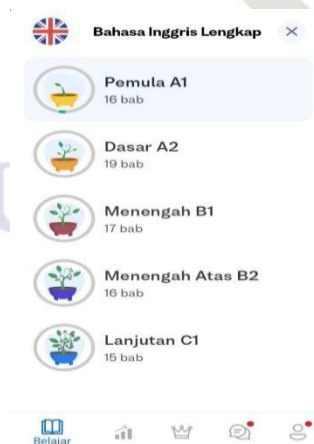 Bahasa Inggris Lengkap
Pemula A1
16 bab
Dasar A2
19 bab
Menengah B1
17 bab
Menengah Atas B2
16 bab
Lanjutan C1
15 bab
Belajar